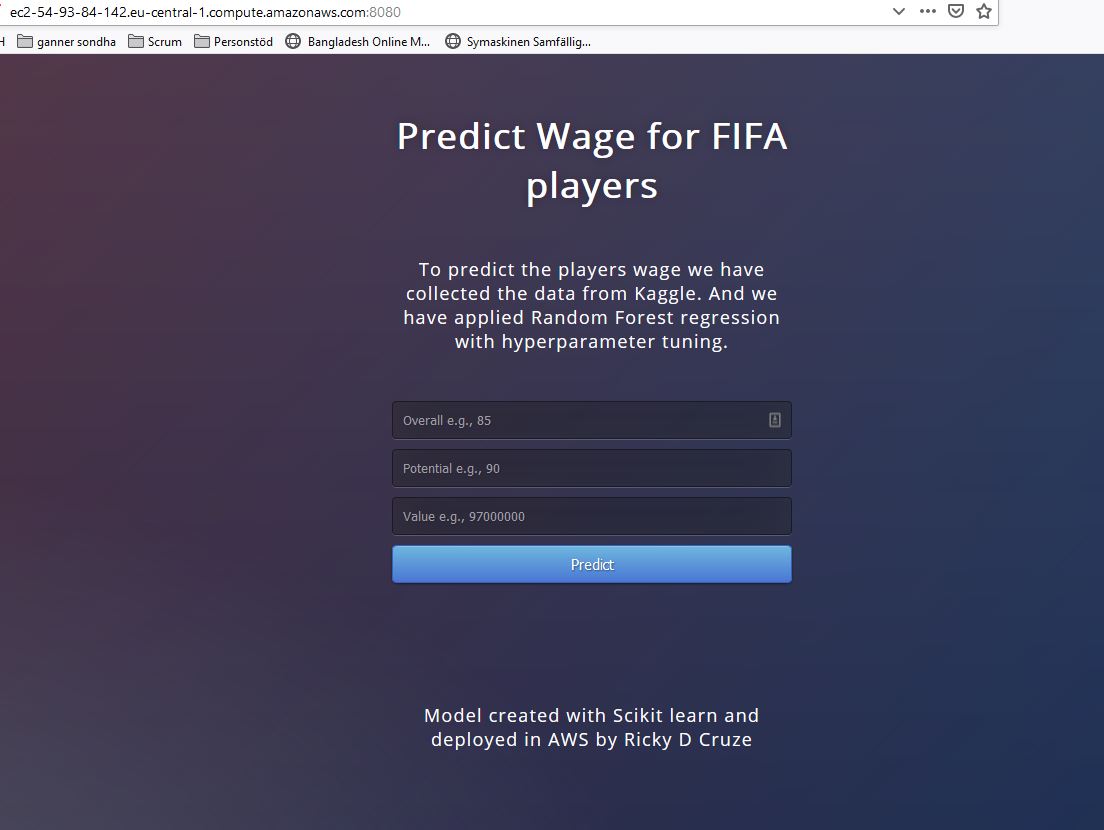 ec2-54-93-84-142.eu-central-1.compute.amazonaws.com:8080
ganner sondha Scrum Personstöd Bangladesh Online M... Symaskinen Samfällig...
Predict Wage for FIFA
players
To predict the players wage we have
collected the data from Kaggle. And we
have applied Random Forest regression
with hyperparameter tuning.
Overall e.g., 85
Potential e.g., 90
Value e.g., 97000000
Predict
Model created with Scikit learn and
deployed in AWS by Ricky D Cruze